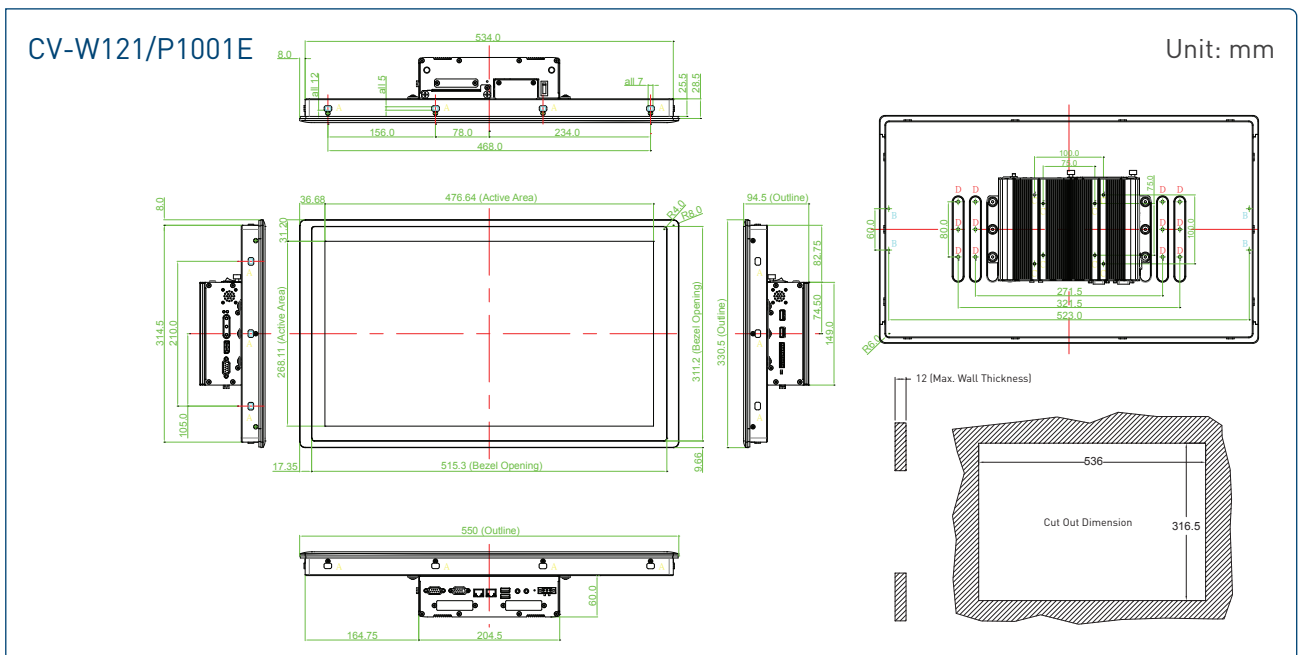 CV-W121/P1001E
Unit: mm
534.0
8.0
all 12
all 5
all 7
25.5
28.5
A
A
A
A
156.0
78.0
234.0
468.0
100.0
75.0
75.0
100.0
D
D
D
D
D
D
D
D
D
D
D
D
B
B
B
B
60.0
80.0
271.5
321.5
523.0
R6.0
8.0
314.5
210.0
105.0
A
A
A
36.68
476.64 (Active Area)
R4.0
R8.0
31.20
268.11 (Active Area)
311.2 (Bezel Opening)
330.5 (Outline)
17.35
515.3 (Bezel Opening)
9.66
94.5 (Outline)
82.75
74.50
149.0
A
A
A
12 (Max. Wall Thickness)
536
Cut Out Dimension
316.5
550 (Outline)
A
A
A
A
60.0
164.75
204.5